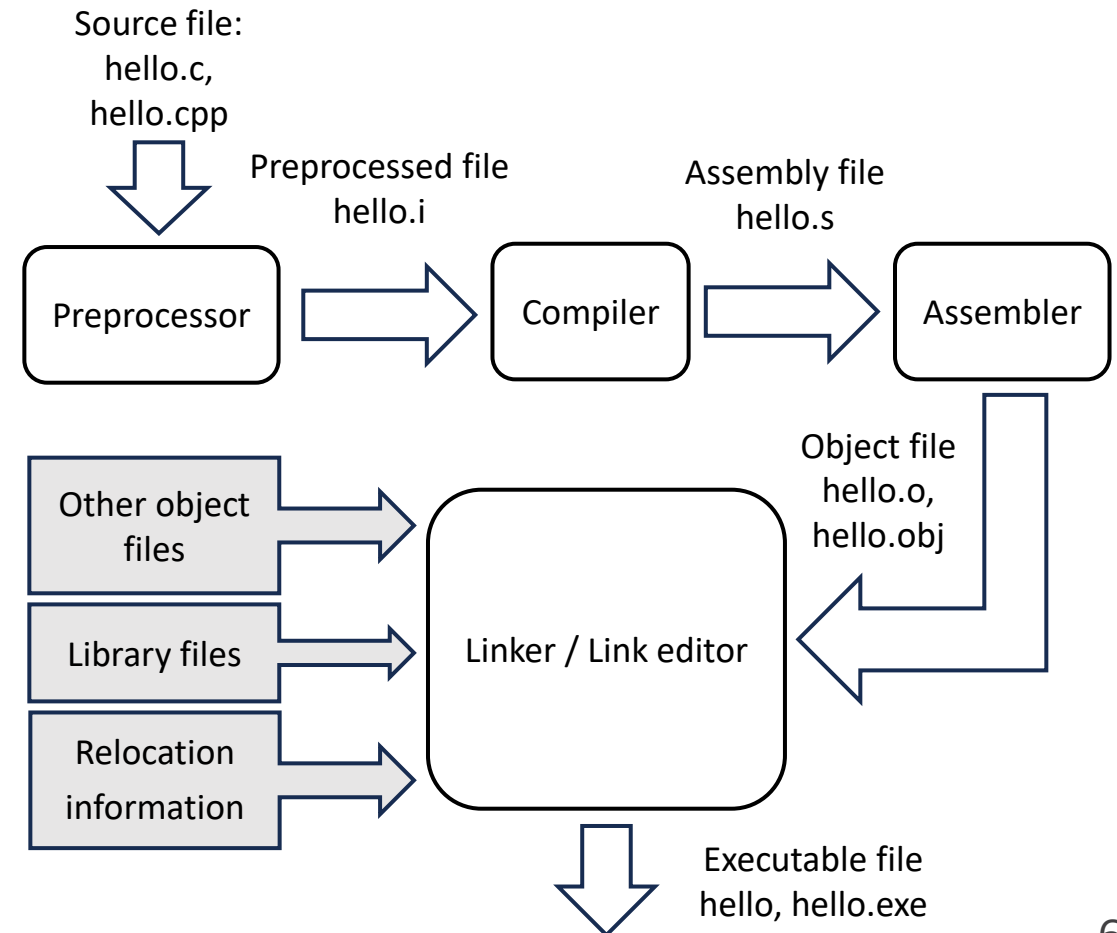 Source file:
hello.c,
hello.cpp
Preprocessed file
hello.i
Assembly file
hello.s
Preprocessor
Compiler
Assembler
Object file
hello.o,
hello.obj
Other object
files
Library files
Relocation
information
Linker / Link editor
Executable file
hello, hello.exe